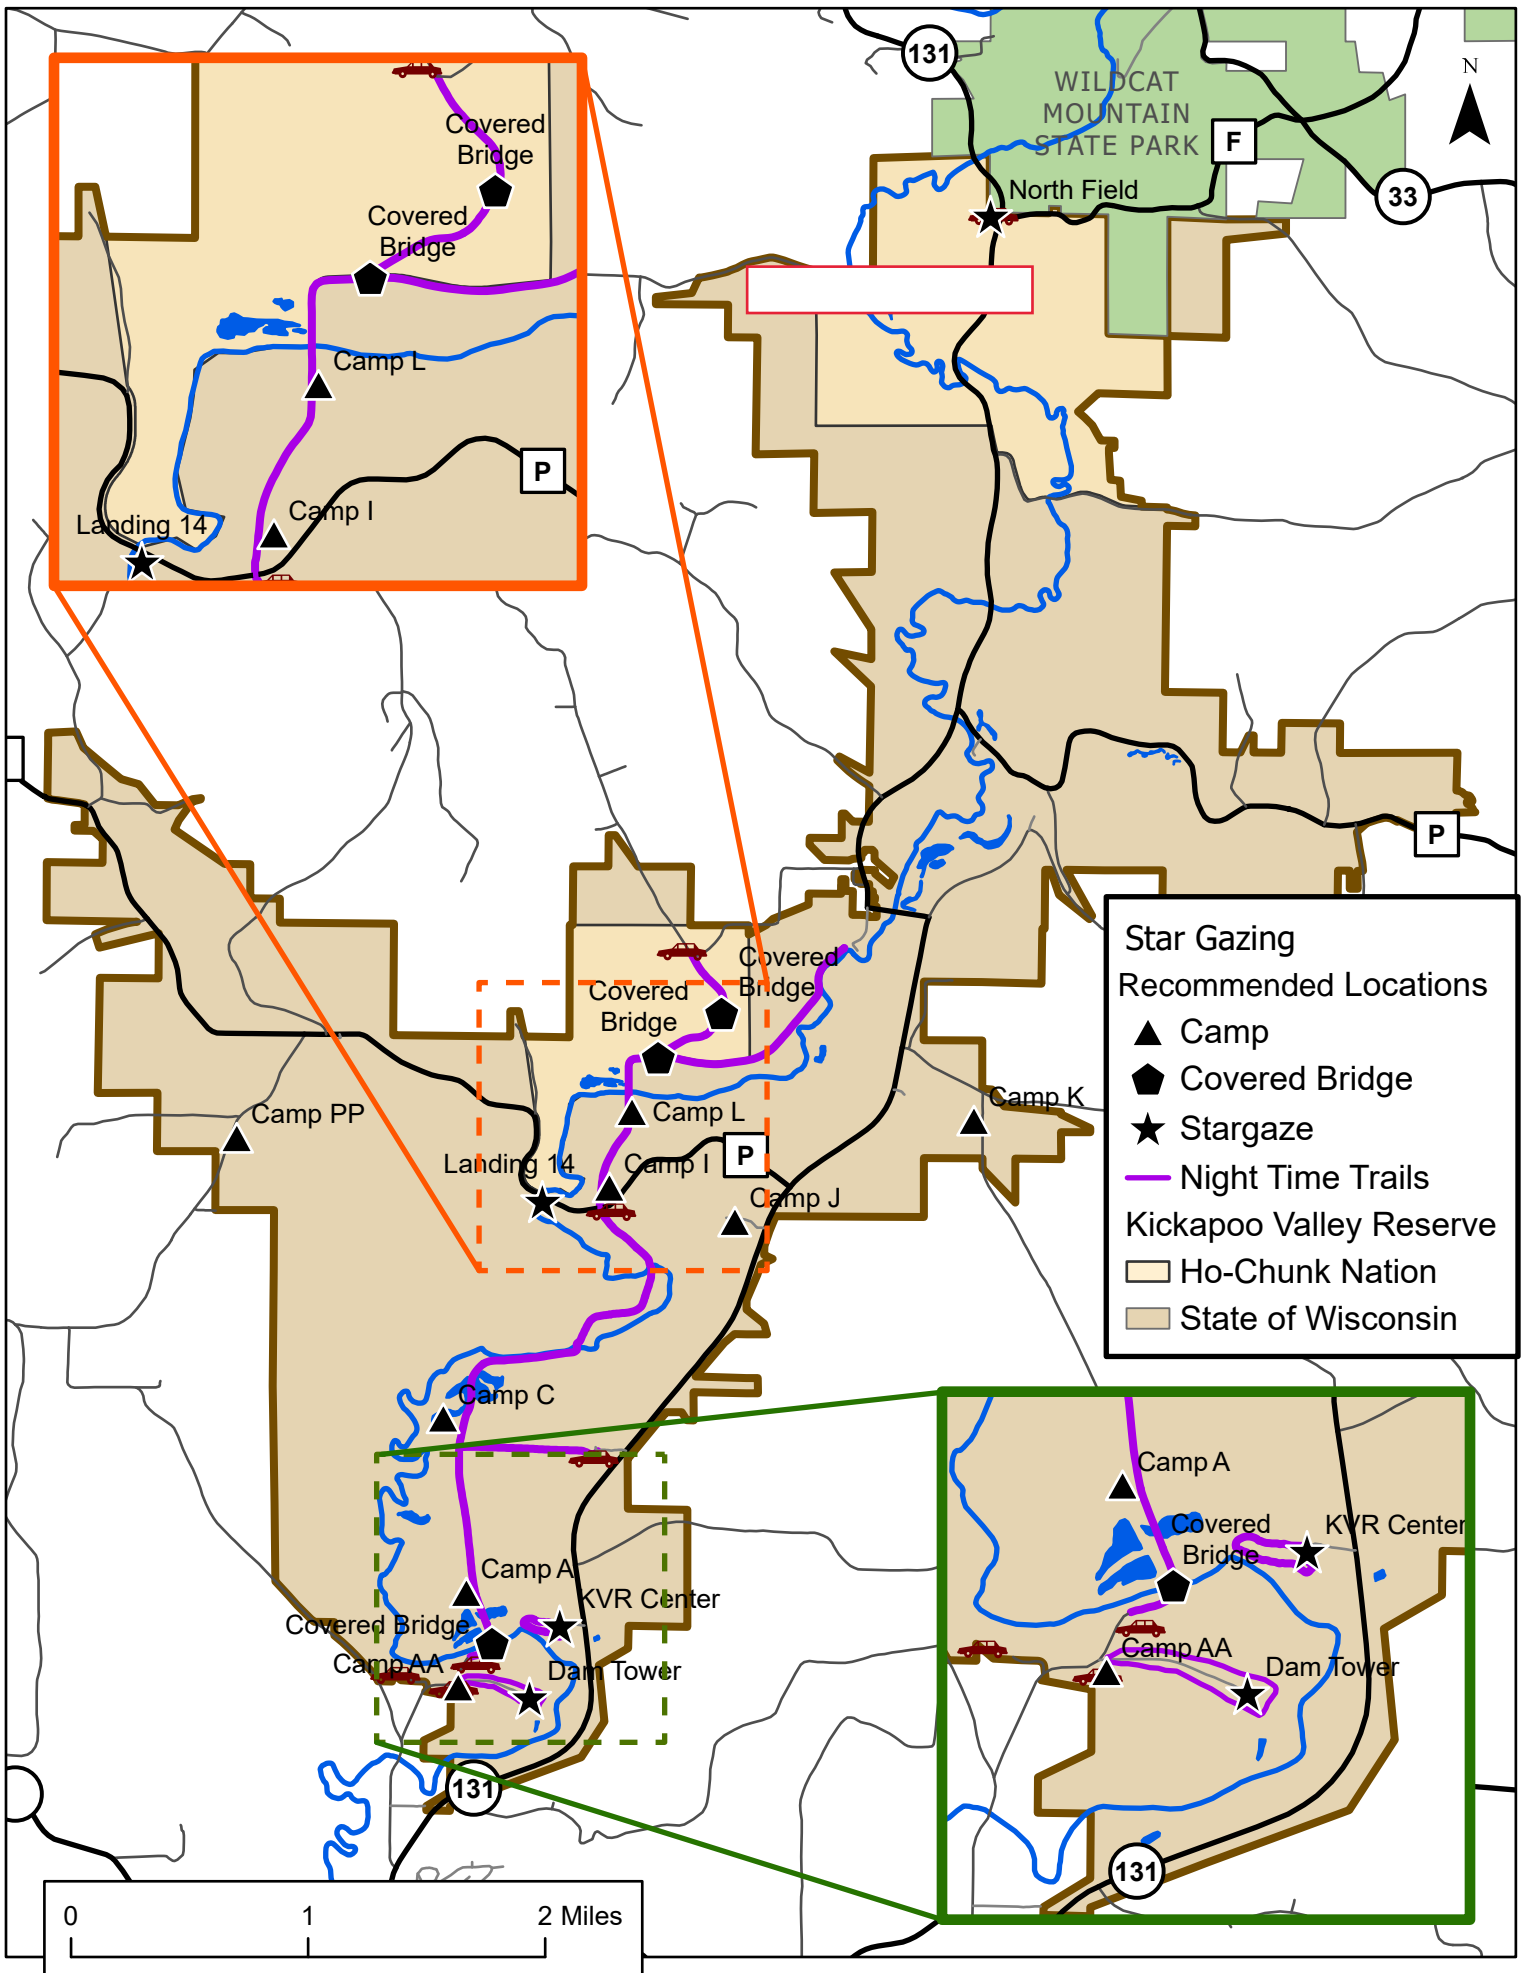 131
WILDCAT
MOUNTAIN
STATE PARK
F
N
33
North Field
Covered
Bridge
Covered
Bridge
Camp L
P
Camp I
Landing 14
P
Covered
Bridge
Covered
Bridge
Camp L
Camp K
Camp PP
Landing 14
Camp I
P
Camp J
Star Gazing
Recommended Locations
Camp
Covered Bridge
Stargaze
Night Time Trails
Kickapoo Valley Reserve
Ho-Chunk Nation
State of Wisconsin
Camp C
Camp A
KVR Center
Covered Bridge
Camp AA
Dam Tower
131
Camp A
Covered
Bridge
KVR Center
Camp AA
Dam Tower
131
0
1
2 Miles